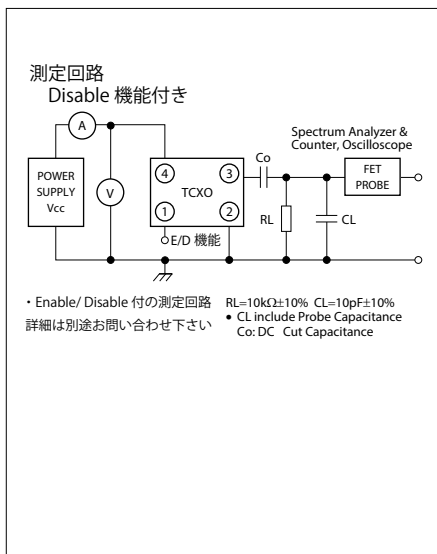 測定回路
Disable 機能付き
A
Spectrum Analyzer &
Counter, Oscilloscope
Co
4
3
FET
PROBE
POWER
SUPPLY
Vcc
V
TCXO
1
2
RL
CL
E/D 機能
・Enable/ Disable 付の測定回路
詳細は別途お問い合わせ下さい
RL=10kΩ±10% CL=10pF±10%
• CL include Probe Capacitance
Co: DC Cut Capacitance